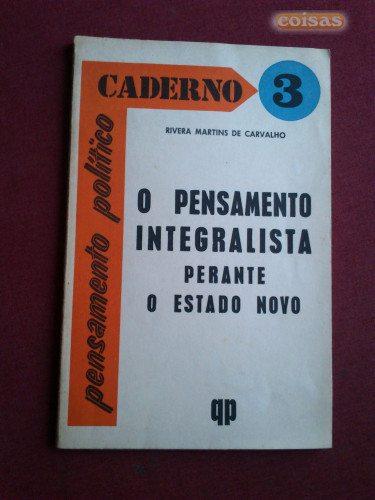 coisas
CADERNO 3
RIVERA MARTINS DE CARVALHO
pensamento político
O PENSAMENTO
INTEGRALISTA
PERANTE
O ESTADO NOVO
qp